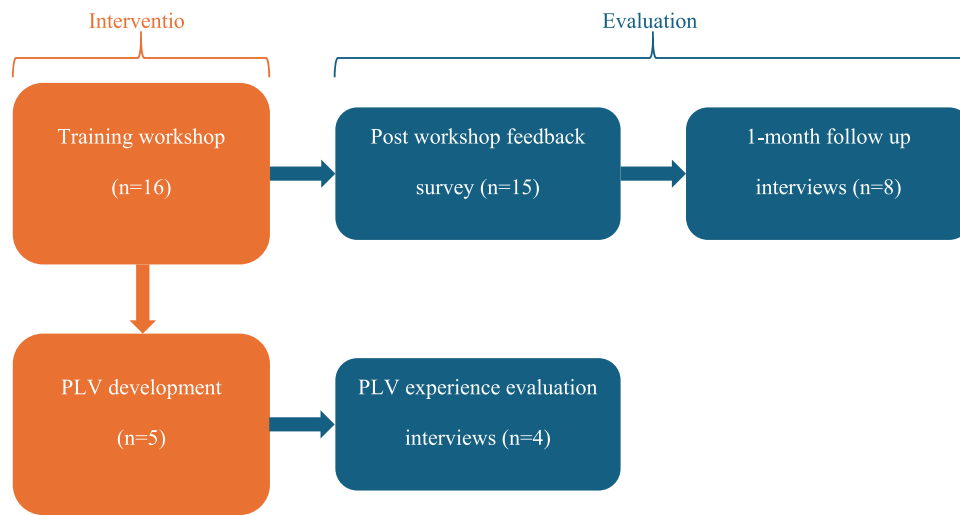 Interventio
Evaluation
Training workshop
(n=16)
Post workshop feedback
survey (n=15)
1-month follow up
interviews (n=8)
PLV development
(n=5)
PLV experience evaluation
interviews (n=4)